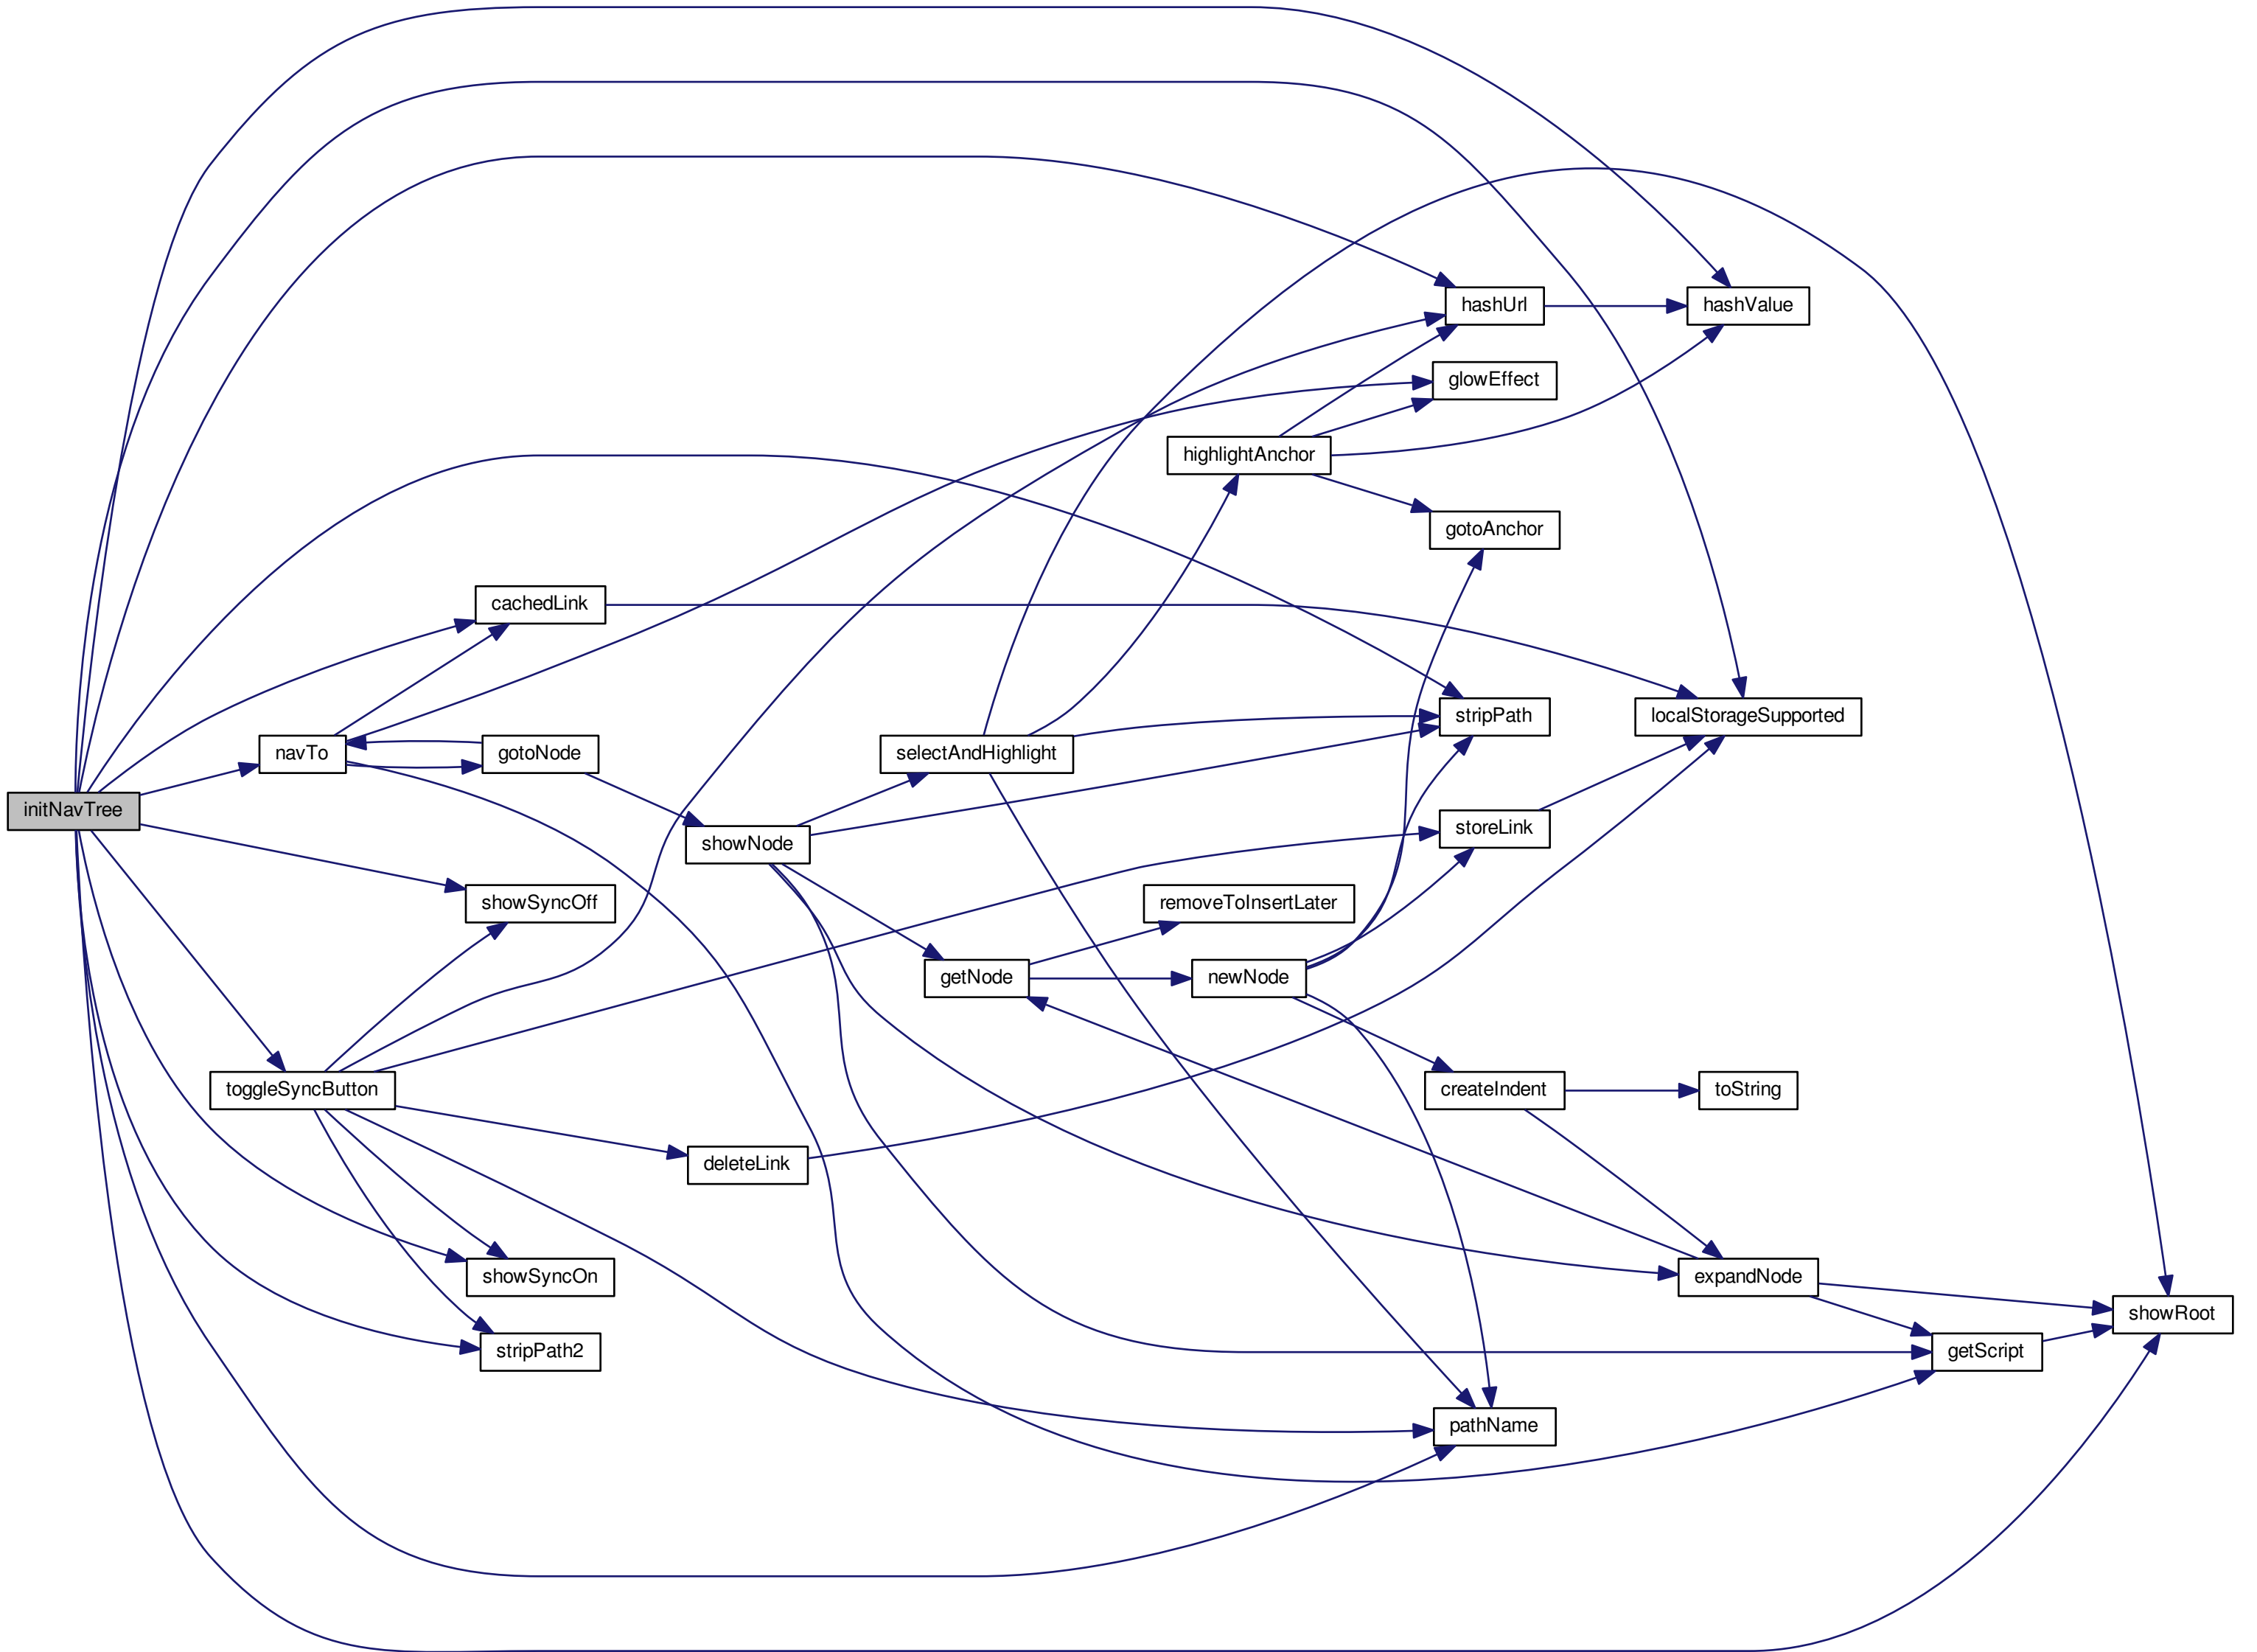 hashUrl
hashValue
glowEffect
highlightAnchor
gotoAnchor
cachedLink
stripPath
localStorageSupported
navTo
gotoNode
selectAndHighlight
initNavTree
showNode
storeLink
showSyncOff
removeToInsertLater
getNode
newNode
toggleSyncButton
createIndent
toString
deleteLink
showSyncOn
expandNode
showRoot
stripPath2
getScript
pathName